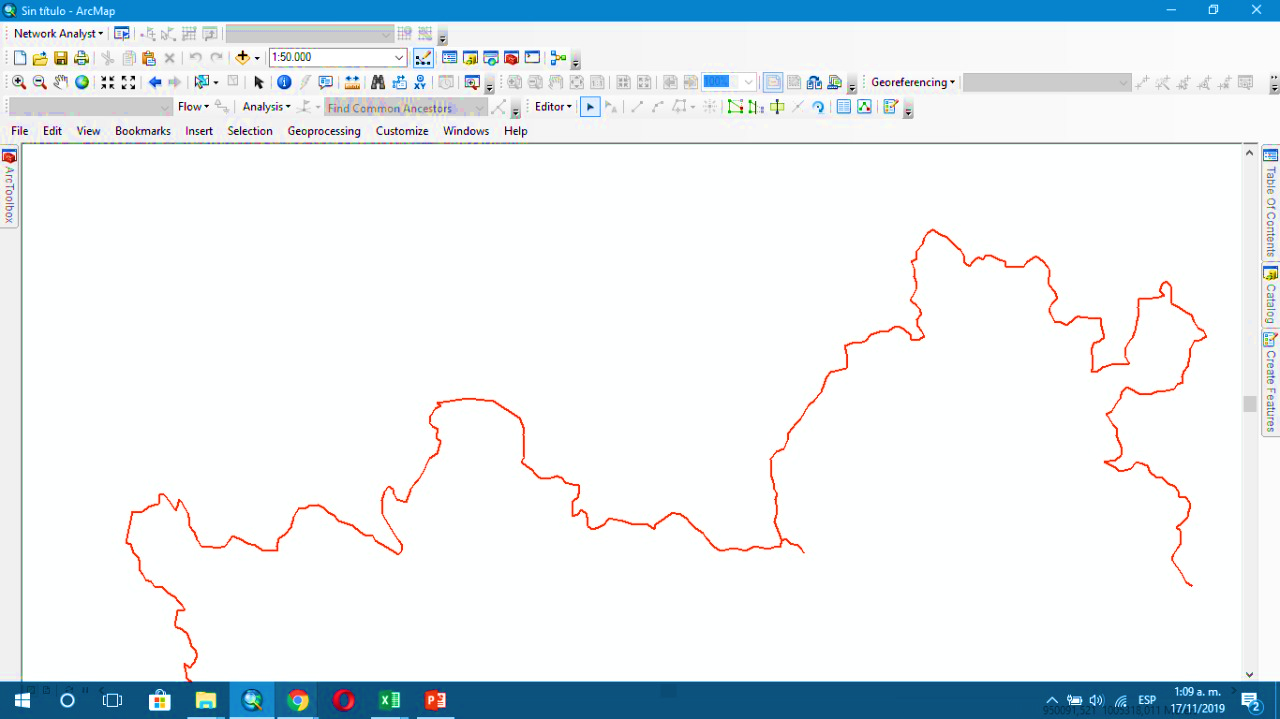 Sin título - ArcMap
Network Analyst
1:50.000
100%
Georeferencing
Flow
Analysis
Find Common Ancestors
Editor
File Edit View Bookmarks Insert Selection Geoprocessing Customize Windows Help
ArcToolbox
Table Of Contents
Catalog
Create Features
ESP
1:09 a. m.
17/11/2019
2